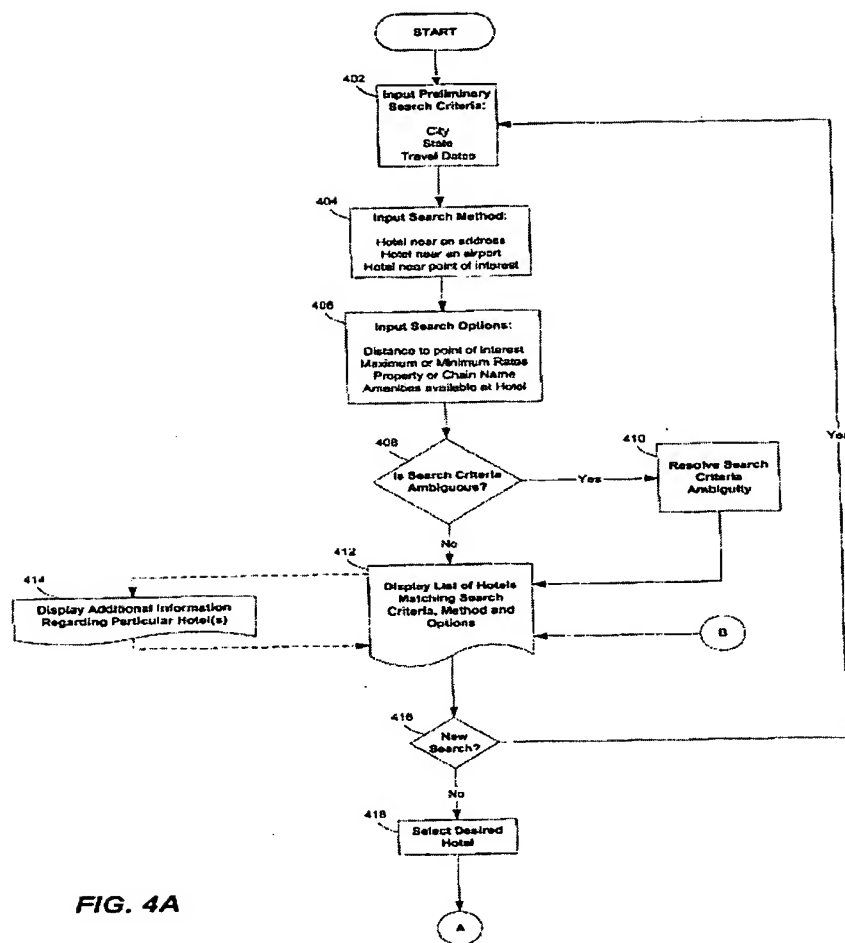 START
402
Input Preliminary
Search Criteria:
City
State
Travel Dates
404
Input Search Method:
Hotel near an address
Hotel near an airport
Hotel near point of interest
406
Input Search Options:
Distance to point of Interest
Maximum or Minimum Rates
Property or Chain Name
Amenities available at Hotel
408
Is Search Criteria
Ambiguous?
Yes
410
Resolve Search
Criteria
Ambiguity
Yes
No
412
Display List of Hotels
Matching Search
Criteria, Method and
Options
414
Display Additional Information
Regarding Particular Hotel(s)
B
416
New
Search?
No
418
Select Desired
Hotel
FIG. 4A
A